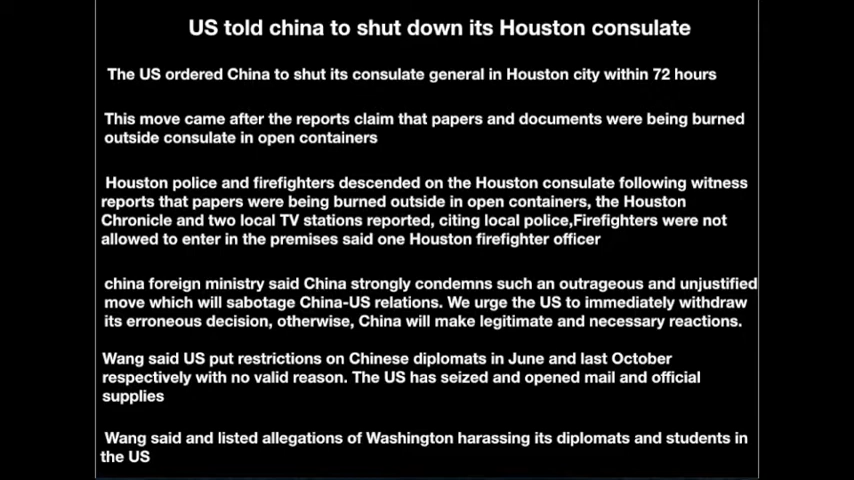 US told china to shut down its Houston consulate
The US ordered China to shut its consulate general in Houston city within 72 hours
This move came after the reports claim that papers and documents were being burned
outside consulate in open containers
Houston police and firefighters descended on the Houston consulate following witness
reports that papers were being burned outside in open containers, the Houston
Chronicle and two local TV stations reported, citing local police,Firefighters were not
allowed to enter in the premises said one Houston firefighter officer
china foreign ministry said China strongly condemns such an outrageous and unjustified
move which will sabotage China-US relations. We urge the US to immediately withdraw
its erroneous decision, otherwise, China will make legitimate and necessary reactions.
Wang said US put restrictions on Chinese diplomats in June and last October
respectively with no valid reason. The US has seized and opened mail and official
supplies
Wang said and listed allegations of Washington harassing its diplomats and students in
the US